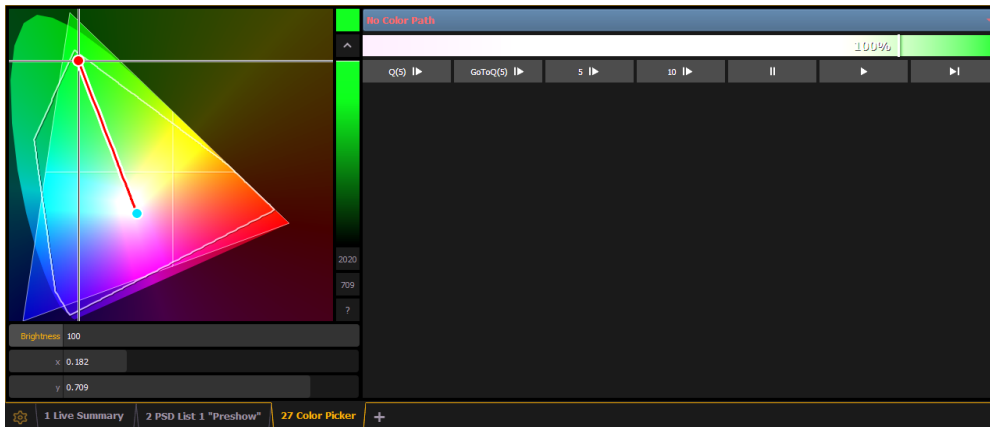 No Color Path
100%
Q(5) GoToQ(5) 5 10
2020
709
?
Brightness 100
x 0.182
y 0.709
1 Live Summary 2 PSD List 1 "Preshow" 27 Color Picker +